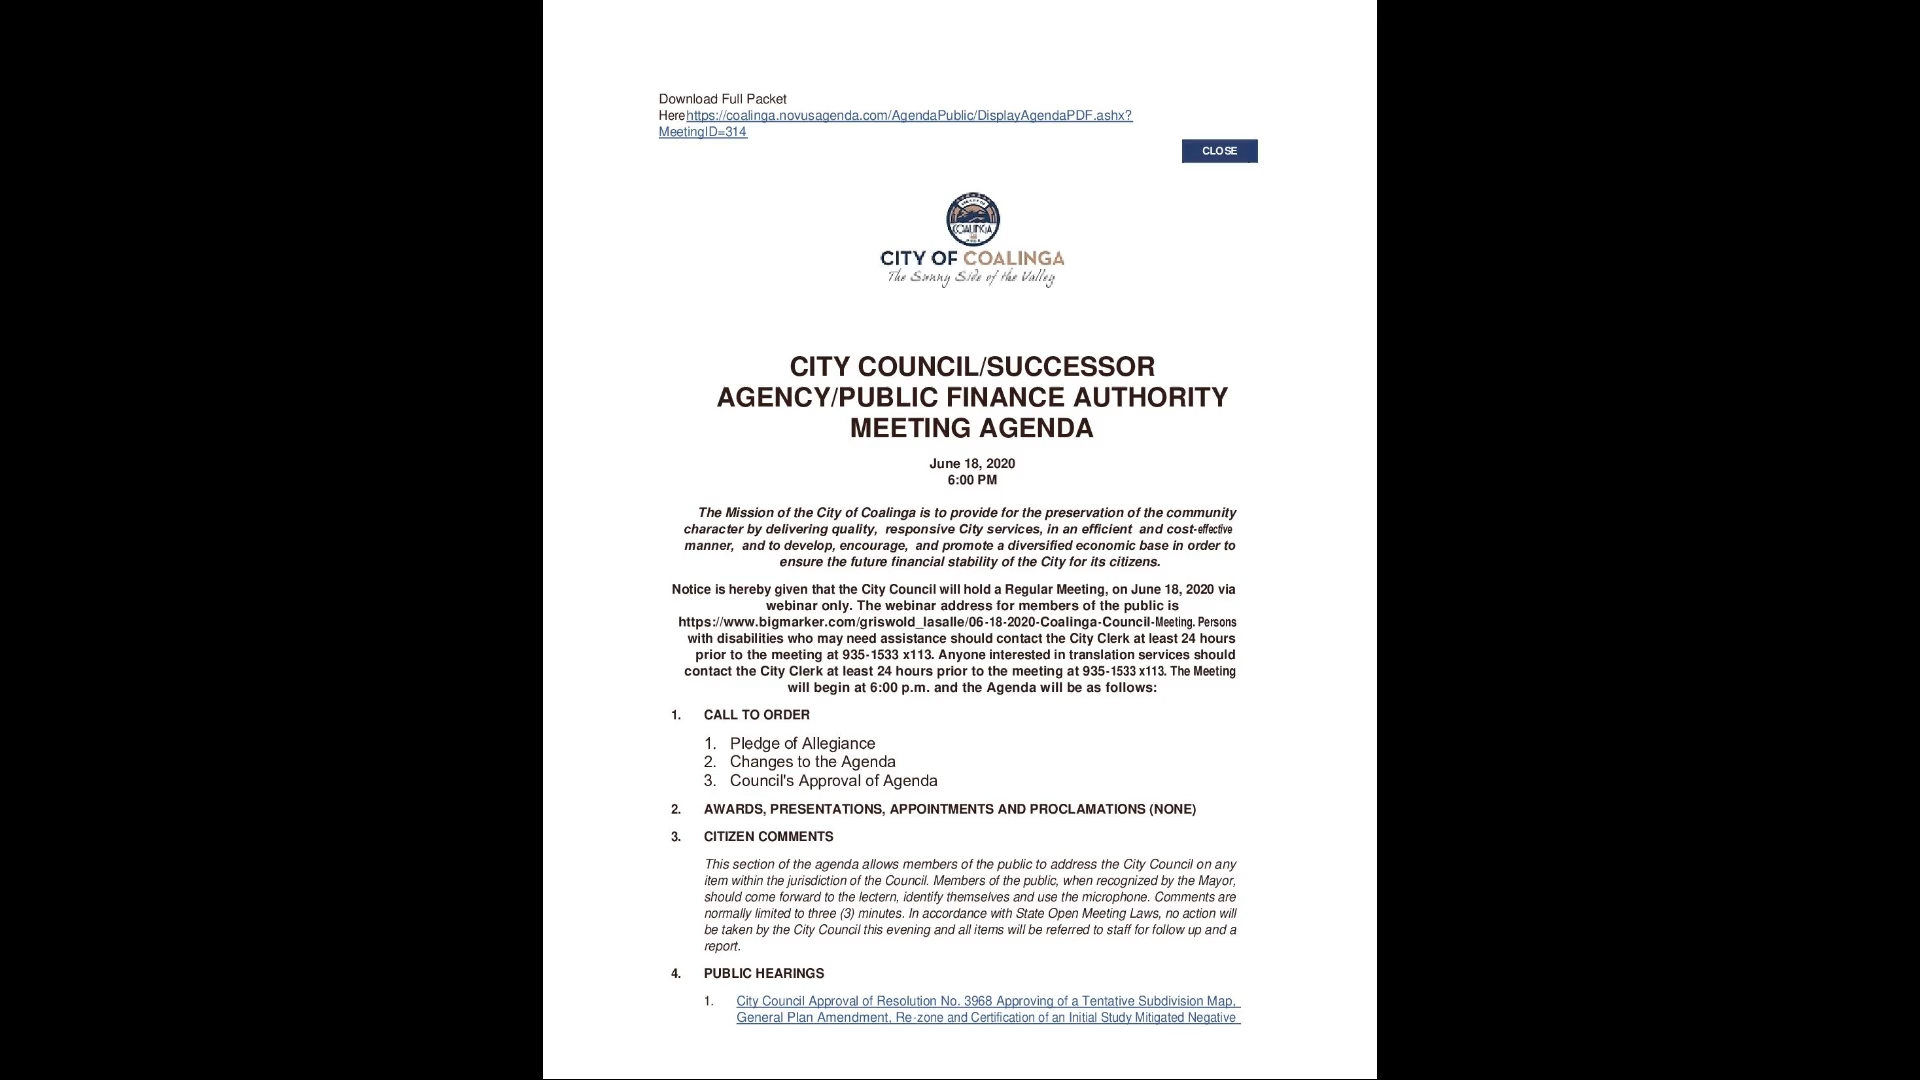 Download Full Packet
Herehttps://coalinga.novusagenda.com/AgendaPublic/DisplayAgendaPDF.ashx?
MeetingID=314
CLOSE
COALINGA
CITY OF COALINGA
The Sunny Side of the Valley
CITY COUNCIL/SUCCESSOR
AGENCY/PUBLIC FINANCE AUTHORITY
MEETING AGENDA
June 18, 2020
6:00 PM
The Mission of the City of Coalinga is to provide for the preservation of the community
character by delivering quality, responsive City services, in an efficient and cost-effective
manner, and to develop, encourage, and promote a diversified economic base in order to
ensure the future financial stability of the City for its citizens.
Notice is hereby given that the City Council will hold a Regular Meeting, on June 18, 2020 via
webinar only. The webinar address for members of the public is
https://www.bigmarker.com/griswold_lasalle/06-18-2020-Coalinga-Council-Meeting. Persons
with disabilities who may need assistance should contact the City Clerk at least 24 hours
prior to the meeting at 935-1533 x113. Anyone interested in translation services should
contact the City Clerk at least 24 hours prior to the meeting at 935-1533 x113. The Meeting
will begin at 6:00 p.m. and the Agenda will be as follows:
1. CALL TO ORDER
1. Pledge of Allegiance
2. Changes to the Agenda
3. Council's Approval of Agenda
2. AWARDS, PRESENTATIONS, APPOINTMENTS AND PROCLAMATIONS (NONE)
3. CITIZEN COMMENTS
This section of the agenda allows members of the public to address the City Council on any
item within the jurisdiction of the Council. Members of the public, when recognized by the Mayor,
should come forward to the lectern, identify themselves and use the microphone. Comments are
normally limited to three (3) minutes. In accordance with State Open Meeting Laws, no action will
be taken by the City Council this evening and all items will be referred to staff for follow up and a
report.
4. PUBLIC HEARINGS
1. City Council Approval of Resolution No. 3968 Approving of a Tentative Subdivision Map,
General Plan Amendment, Re-zone and Certification of an Initial Study Mitigated Negative